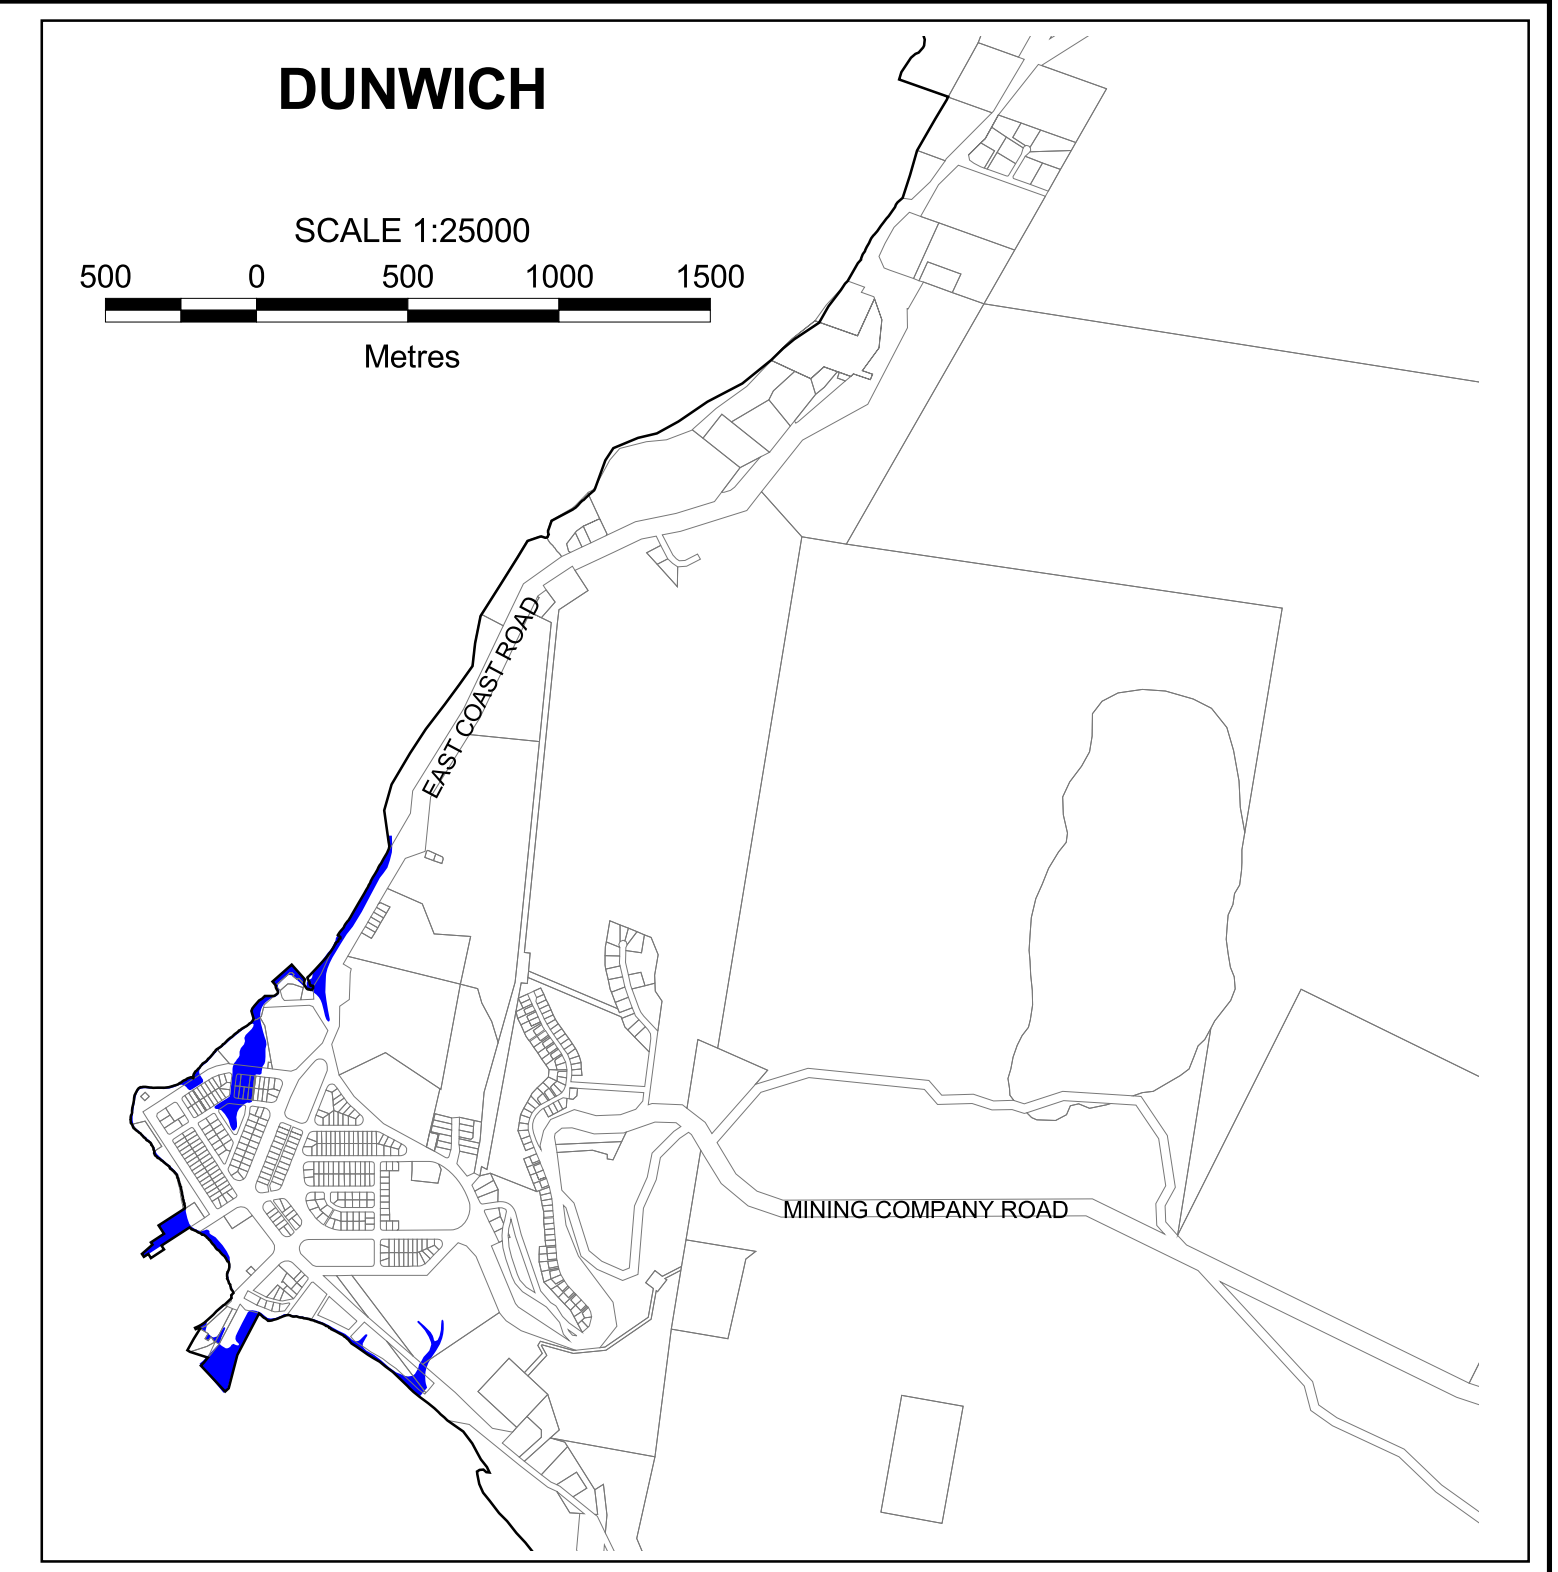 DUNWICH
SCALE 1:25000
500 0 500 1000 1500
Metres
EAST COAST ROAD
MINING COMPANY ROAD